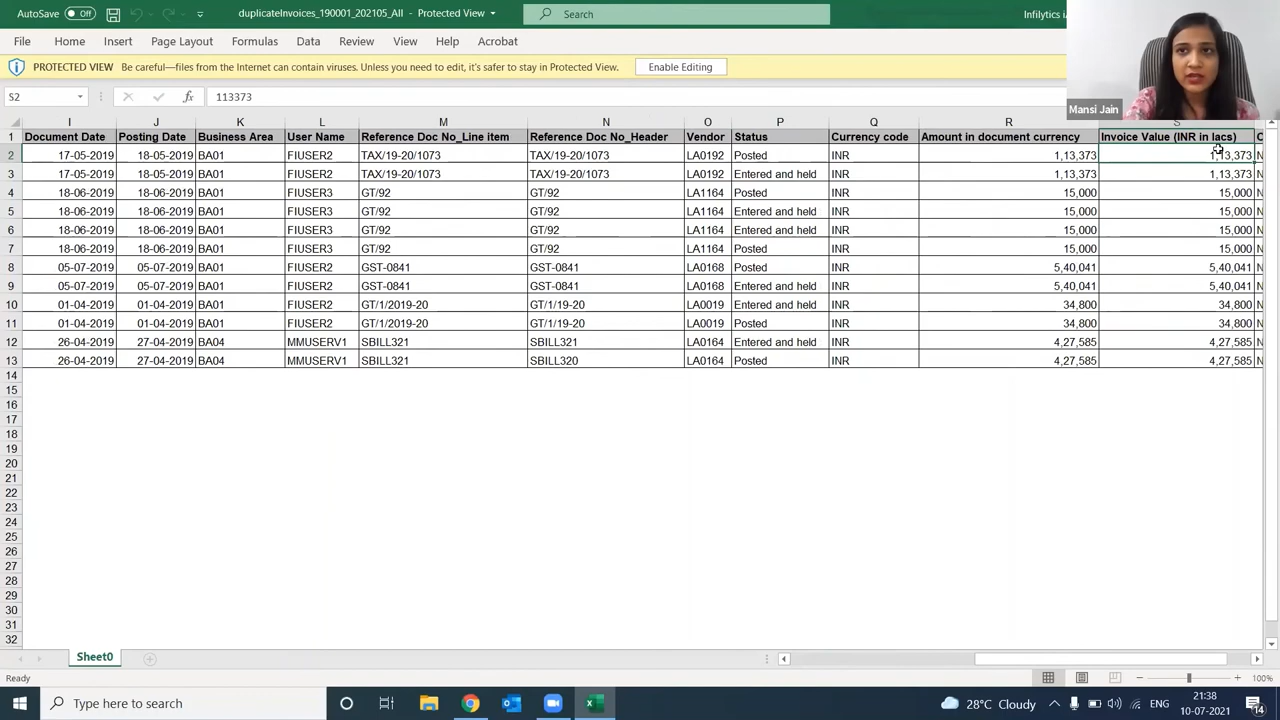 AutoSave Off duplicateInvoices_190001_202105_All - Protected View Search Infilytics
File Home Insert Page Layout Formulas Data Review View Help Acrobat
PROTECTED VIEW Be careful—files from the Internet can contain viruses. Unless you need to edit, it's safer to stay in Protected View. Enable Editing
S2 fx 113373
Mansi Jain
I J K L M N O P Q R S
1 Document Date Posting Date Business Area User Name Reference Doc No_Line item Reference Doc No_Header Vendor Status Currency code Amount in document currency Invoice Value (INR in lacs)
2 17-05-2019 18-05-2019 BA01 FIUSER2 TAX/19-20/1073 TAX/19-20/1073 LA0192 Posted INR 1,13,373 1,13,373 N
3 17-05-2019 18-05-2019 BA01 FIUSER2 TAX/19-20/1073 TAX/19-20/1073 LA0192 Entered and held INR 1,13,373 1,13,373 N
4 18-06-2019 18-06-2019 BA01 FIUSER3 GT/92 GT/92 LA1164 Posted INR 15,000 15,000 N
5 18-06-2019 18-06-2019 BA01 FIUSER3 GT/92 GT/92 LA1164 Entered and held INR 15,000 15,000 N
6 18-06-2019 18-06-2019 BA01 FIUSER3 GT/92 GT/92 LA1164 Entered and held INR 15,000 15,000 N
7 18-06-2019 18-06-2019 BA01 FIUSER3 GT/92 GT/92 LA1164 Posted INR 15,000 15,000 N
8 05-07-2019 05-07-2019 BA01 FIUSER2 GST-0841 GST-0841 LA0168 Posted INR 5,40,041 5,40,041 N
9 05-07-2019 05-07-2019 BA01 FIUSER2 GST-0841 GST-0841 LA0168 Entered and held INR 5,40,041 5,40,041 N
10 01-04-2019 01-04-2019 BA01 FIUSER2 GT/1/2019-20 GT/1/19-20 LA0019 Entered and held INR 34,800 34,800 N
11 01-04-2019 01-04-2019 BA01 FIUSER2 GT/1/2019-20 GT/1/19-20 LA0019 Posted INR 34,800 34,800 N
12 26-04-2019 27-04-2019 BA04 MMUSERV1 SBILL321 SBILL321 LA0164 Entered and held INR 4,27,585 4,27,585 N
13 26-04-2019 27-04-2019 BA04 MMUSERV1 SBILL321 SBILL320 LA0164 Posted INR 4,27,585 4,27,585 N
14
15
16
17
18
19
20
21
22
23
24
25
26
27
28
29
30
31
32
Sheet0
Ready 100%
Type here to search 28°C Cloudy 21:38
10-07-2021 14